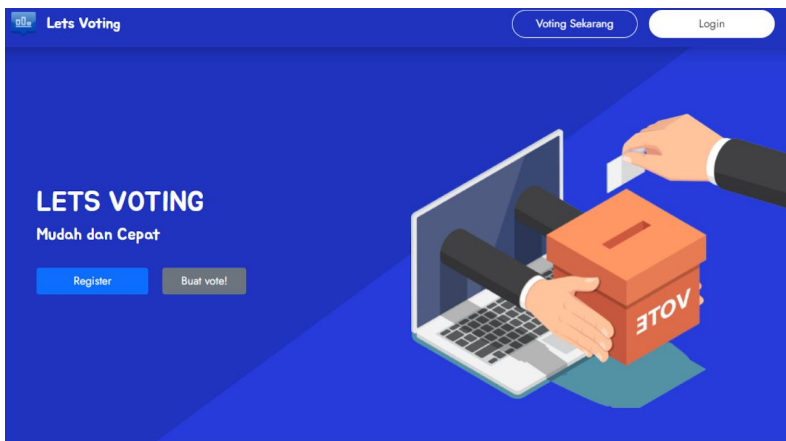 Lets Voting
Voting Sekarang
Login
LETS VOTING
Mudah dan Cepat
Register
Buat vote!
VOTE